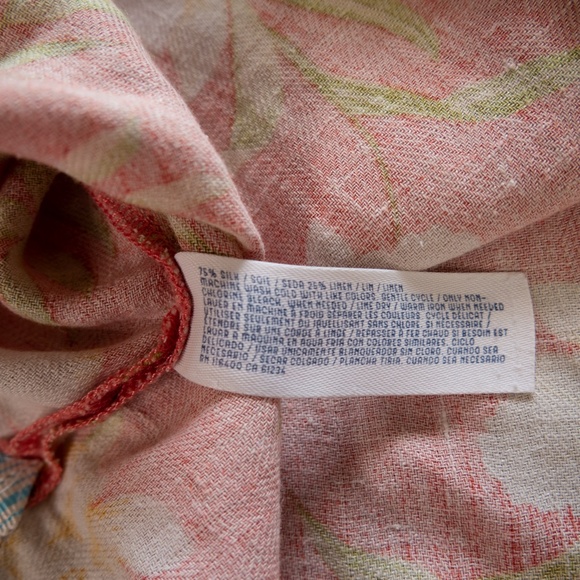 75% SILK / SOIE / SEDA 25% LINEN / LIN / LINEN
MACHINE WASH COLD WITH LIKE COLORS. GENTLE CYCLE / ONLY NON-
CHLORINE BLEACH, WHEN NEEDED / LINE DRY / WARM IRON WHEN NEEDED
LAVER EN MACHINE À FROID SÉPARER LES COULEURS. CYCLE DÉLICAT /
UTILISER SEULEMENT DU JAVELLISANT SANS CHLORE, SI NÉCESSAIRE /
ÉTENDRE SUR UNE CORDE À LINGE / REPASSER À FER CHAUD SI BESOIN EST
LAVAR A MAQUINA EN AGUA FRIA CON COLORES SIMILARES. CICLO
DELICADO / USAR UNICAMENTE BLANQUEADOR SIN CLORO, CUANDO SEA
NECESARIO / SECAR COLGADO / PLANCHA TIBIA, CUANDO SEA NECESARIO
RN 116400 CA 61234